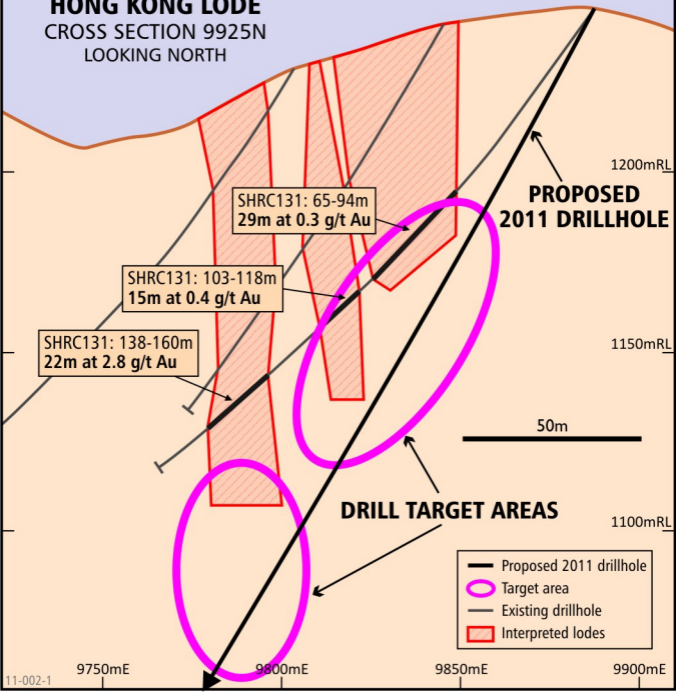 HONG KONG LODE
CROSS SECTION 9925N
LOOKING NORTH
1200mRL
PROPOSED
2011 DRILLHOLE
SHRC131: 65-94m
29m at 0.3 g/t Au
SHRC131: 103-118m
15m at 0.4 g/t Au
SHRC131: 138-160m
22m at 2.8 g/t Au
1150mRL
50m
DRILL TARGET AREAS
1100mRL
Proposed 2011 drillhole
Target area
Existing drillhole
Interpreted lodes
11-002-1
9750mE
9800mE
9850mE
9900mE